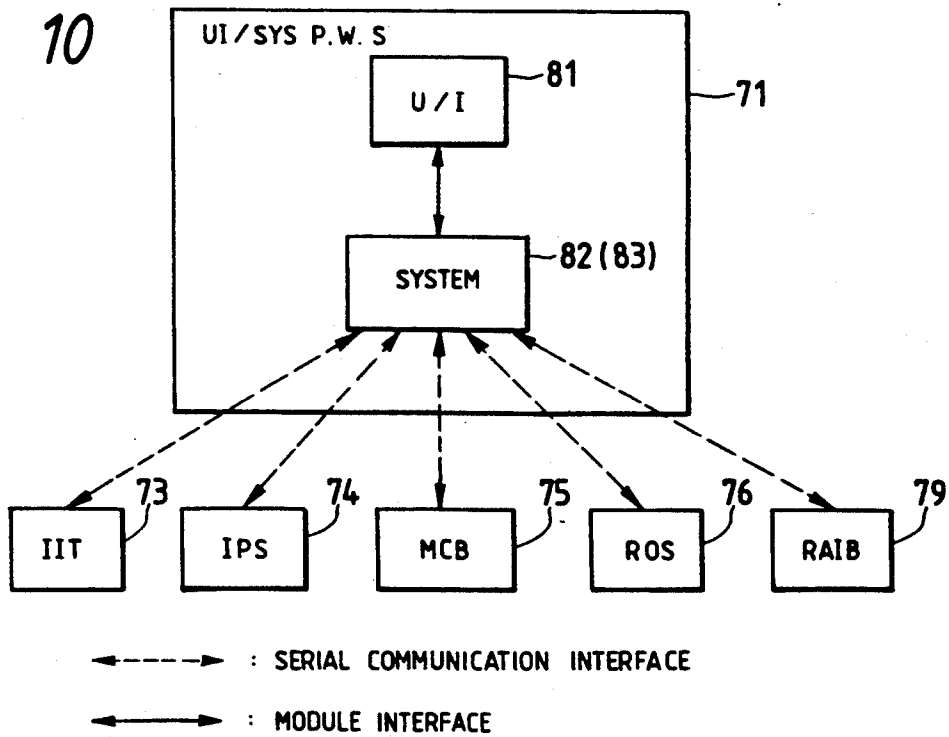 10
UI/SYS P.W.S
U/I
81
71
SYSTEM
82(83)
73
74
75
76
79
IIT
IPS
MCB
ROS
RAIB
: SERIAL COMMUNICATION INTERFACE
: MODULE INTERFACE